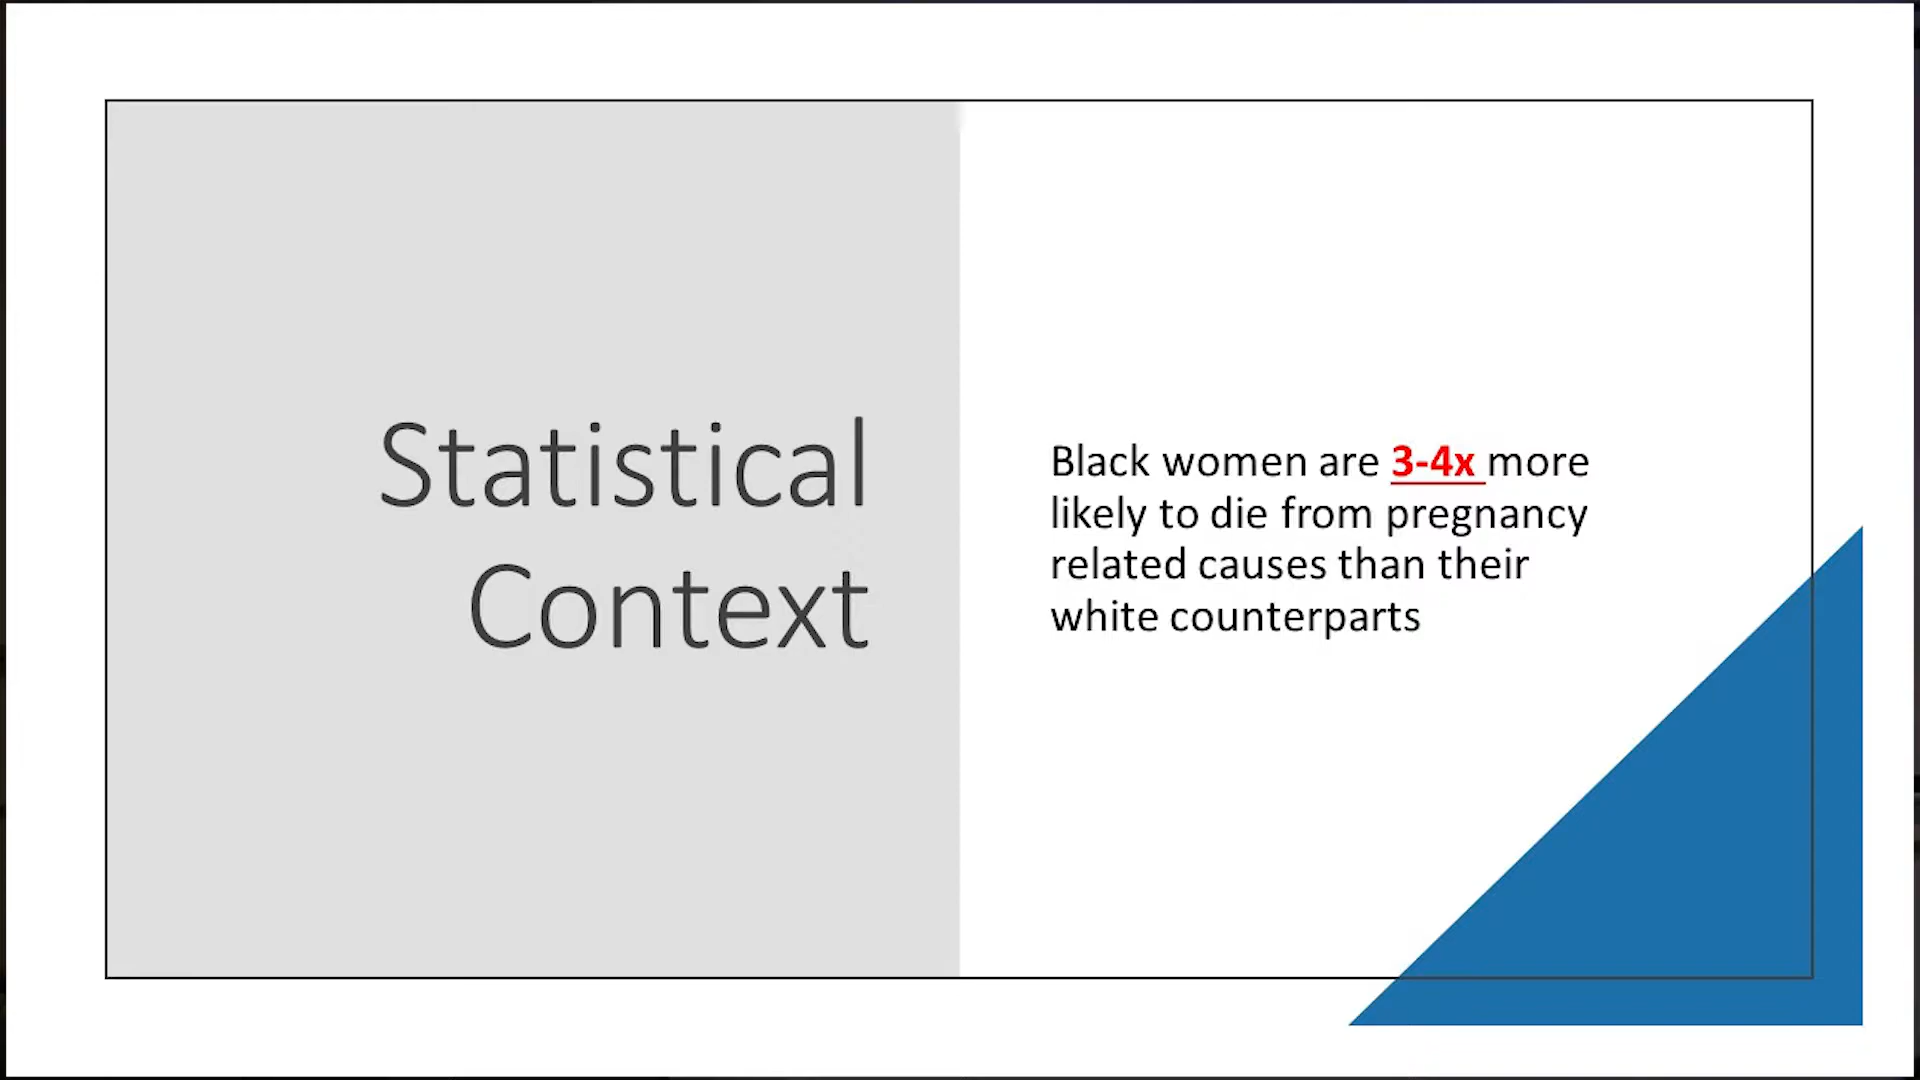 Statistical
Context
Black women are 3-4x more
likely to die from pregnancy
related causes than their
white counterparts